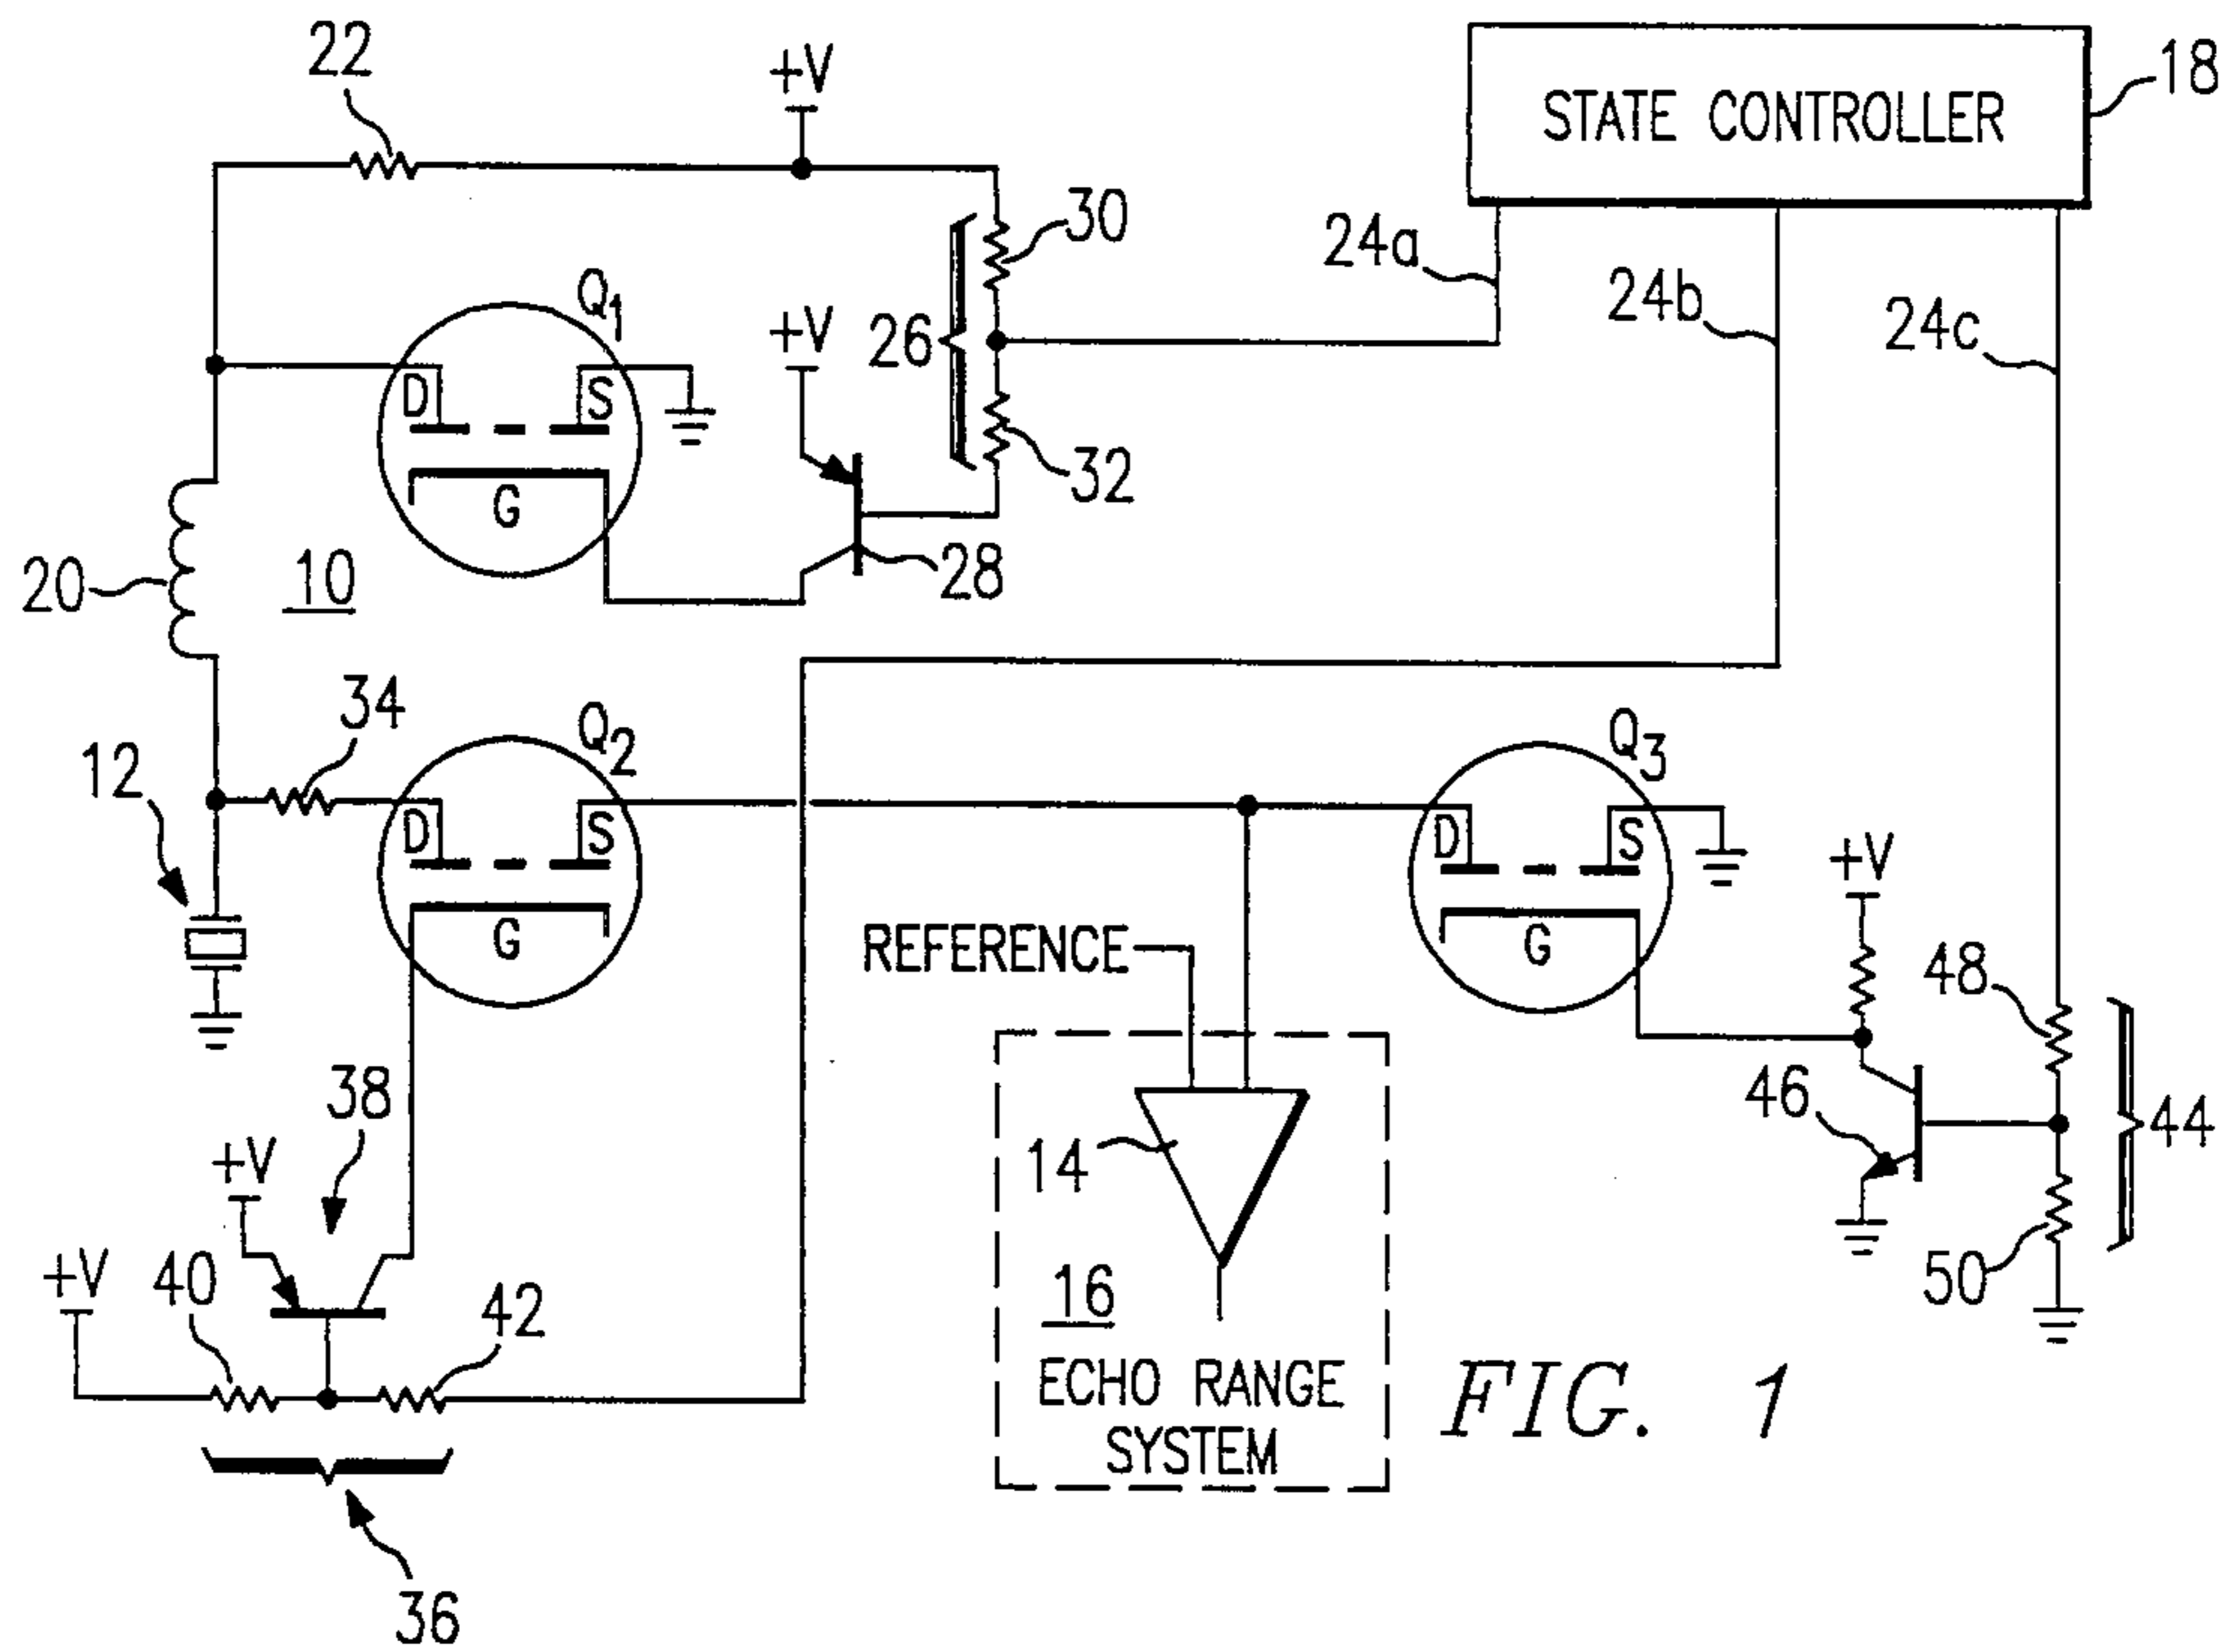 22
+V
STATE CONTROLLER
18
30
24a
24b
24c
Q1
+V
26
D
S
G
32
28
20
10
34
Q2
Q3
12
D
S
G
D
S
G
+V
REFERENCE
48
38
46
44
14
+V
+V
40
42
16
50
ECHO RANGE
SYSTEM
FIG. 1
36